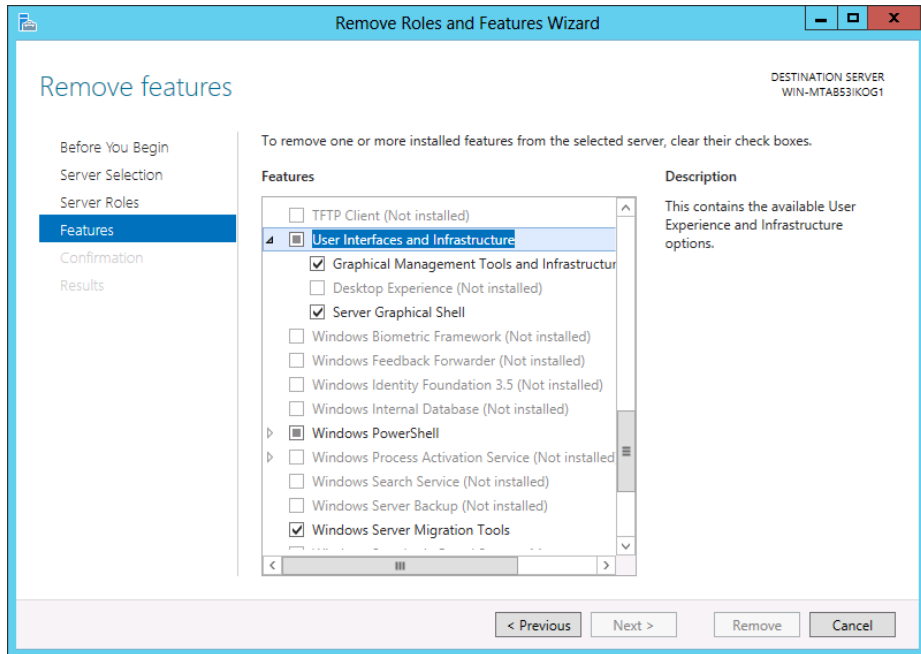 Remove Roles and Features Wizard
Remove features
DESTINATION SERVER
WIN-MTAB53IKOG1
Before You Begin
Server Selection
Server Roles
Features
Confirmation
Results
To remove one or more installed features from the selected server, clear their check boxes.
Features
TFTP Client (Not installed)
User Interfaces and Infrastructure
Graphical Management Tools and Infrastructur
Desktop Experience (Not installed)
Server Graphical Shell
Windows Biometric Framework (Not installed)
Windows Feedback Forwarder (Not installed)
Windows Identity Foundation 3.5 (Not installed)
Windows Internal Database (Not installed)
Windows PowerShell
Windows Process Activation Service (Not installed
Windows Search Service (Not installed)
Windows Server Backup (Not installed)
Windows Server Migration Tools
Description
This contains the available User
Experience and Infrastructure
options.
< Previous
Next >
Remove
Cancel